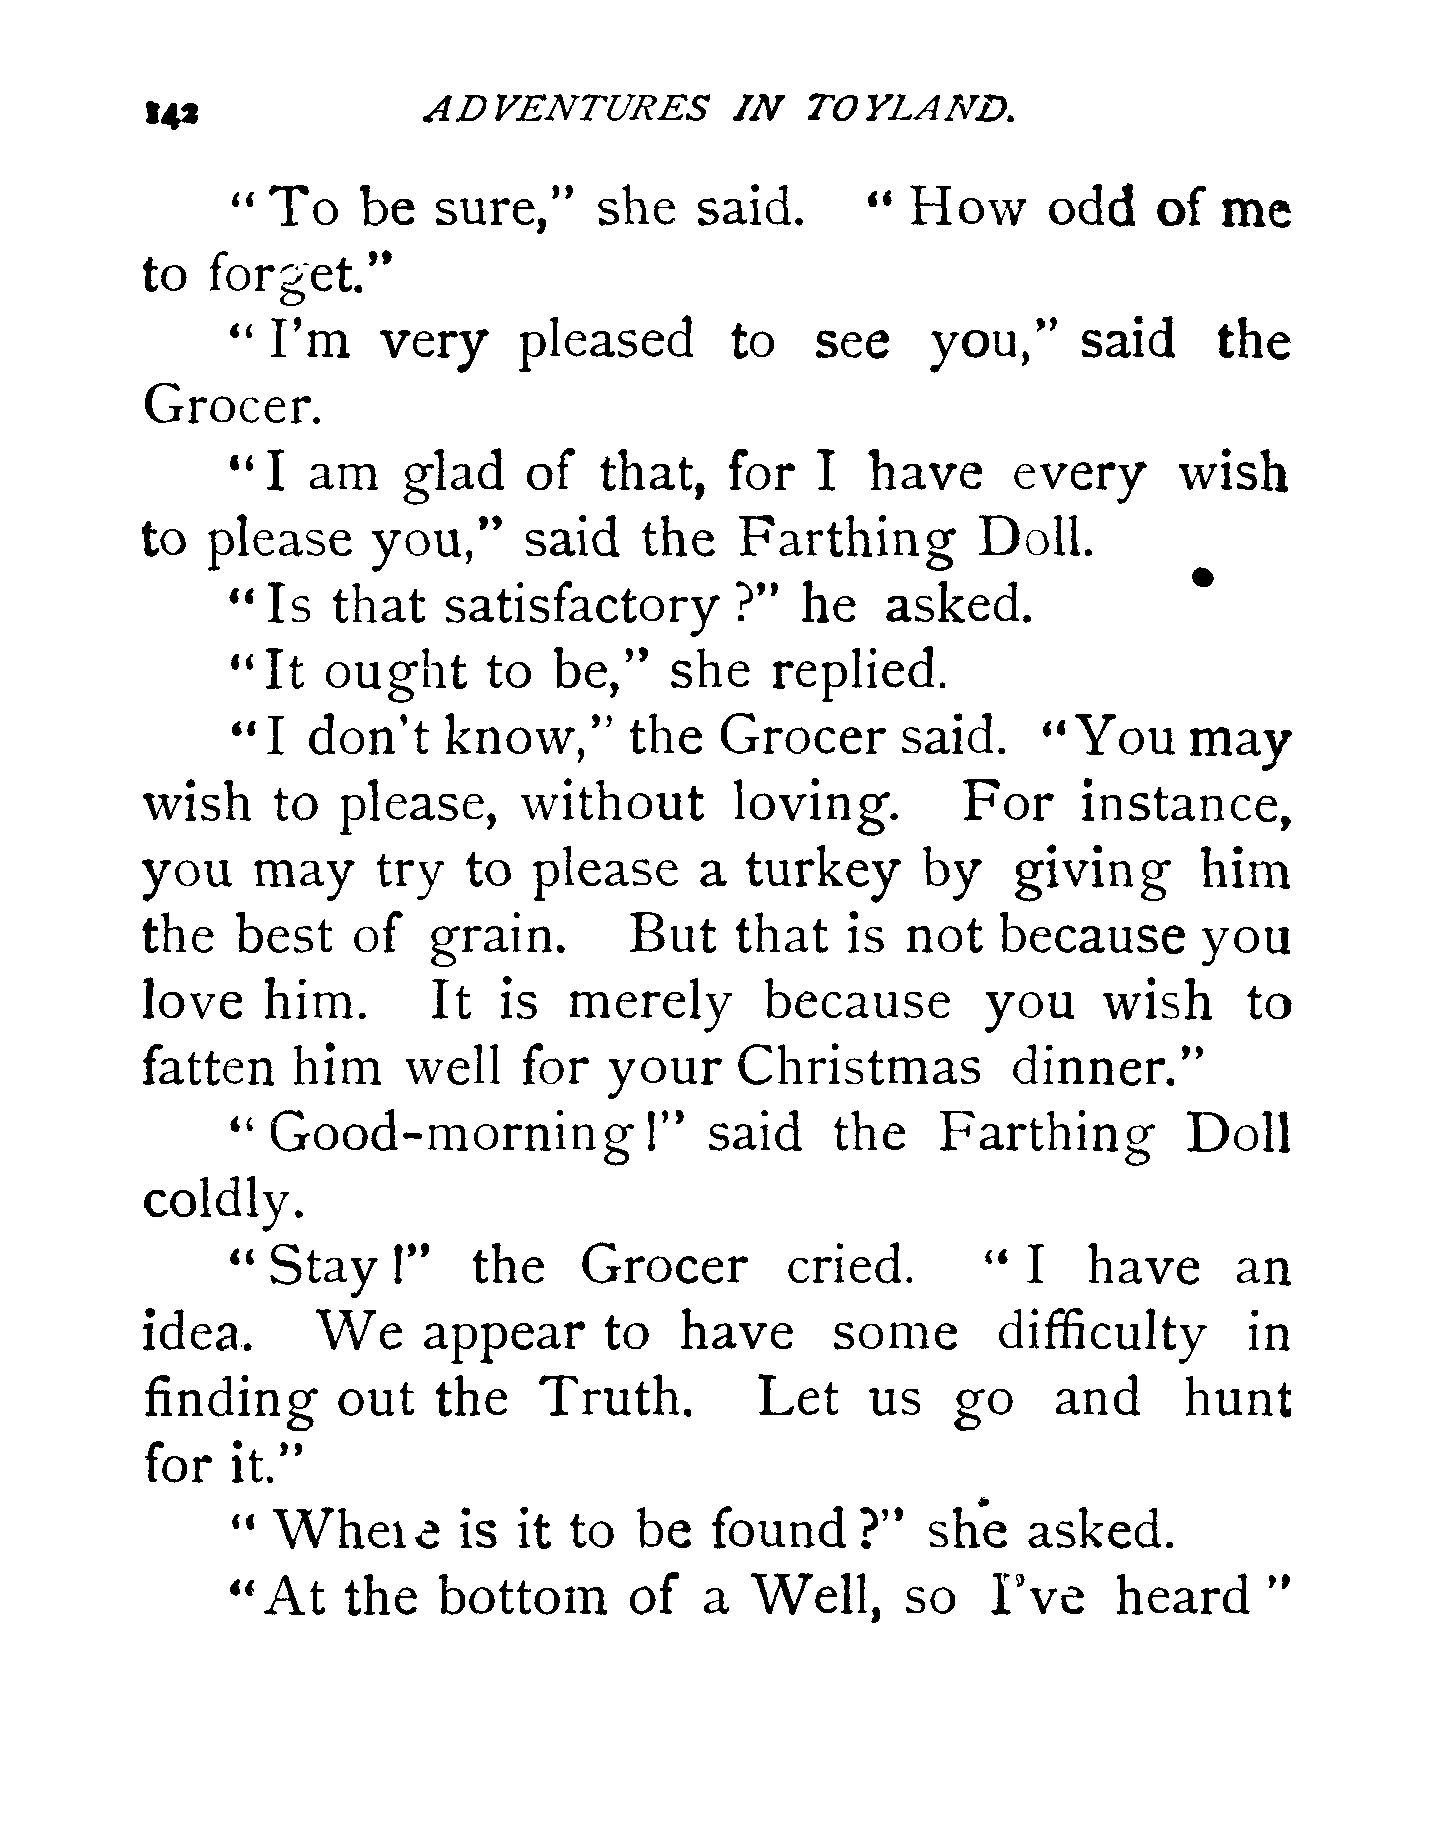 142 ADVENTURES IN TOYLAND.
“To be sure,” she said. “How odd of me
to forget.”
“I'm very pleased to see you,” said the
Grocer.
“I am glad of that, for I have every wish
to please you,” said the Farthing Doll.
“Is that satisfactory?” he asked.
“It ought to be,” she replied.
“I don't know,” the Grocer said. “You may
wish to please, without loving. For instance,
you may try to please a turkey by giving him
the best of grain. But that is not because you
love him. It is merely because you wish to
fatten him well for your Christmas dinner.”
“Good-morning!” said the Farthing Doll
coldly.
“Stay!” the Grocer cried. “I have an
idea. We appear to have some difficulty in
finding out the Truth. Let us go and hunt
for it.”
“Where is it to be found?” she asked.
“At the bottom of a Well, so I've heard”